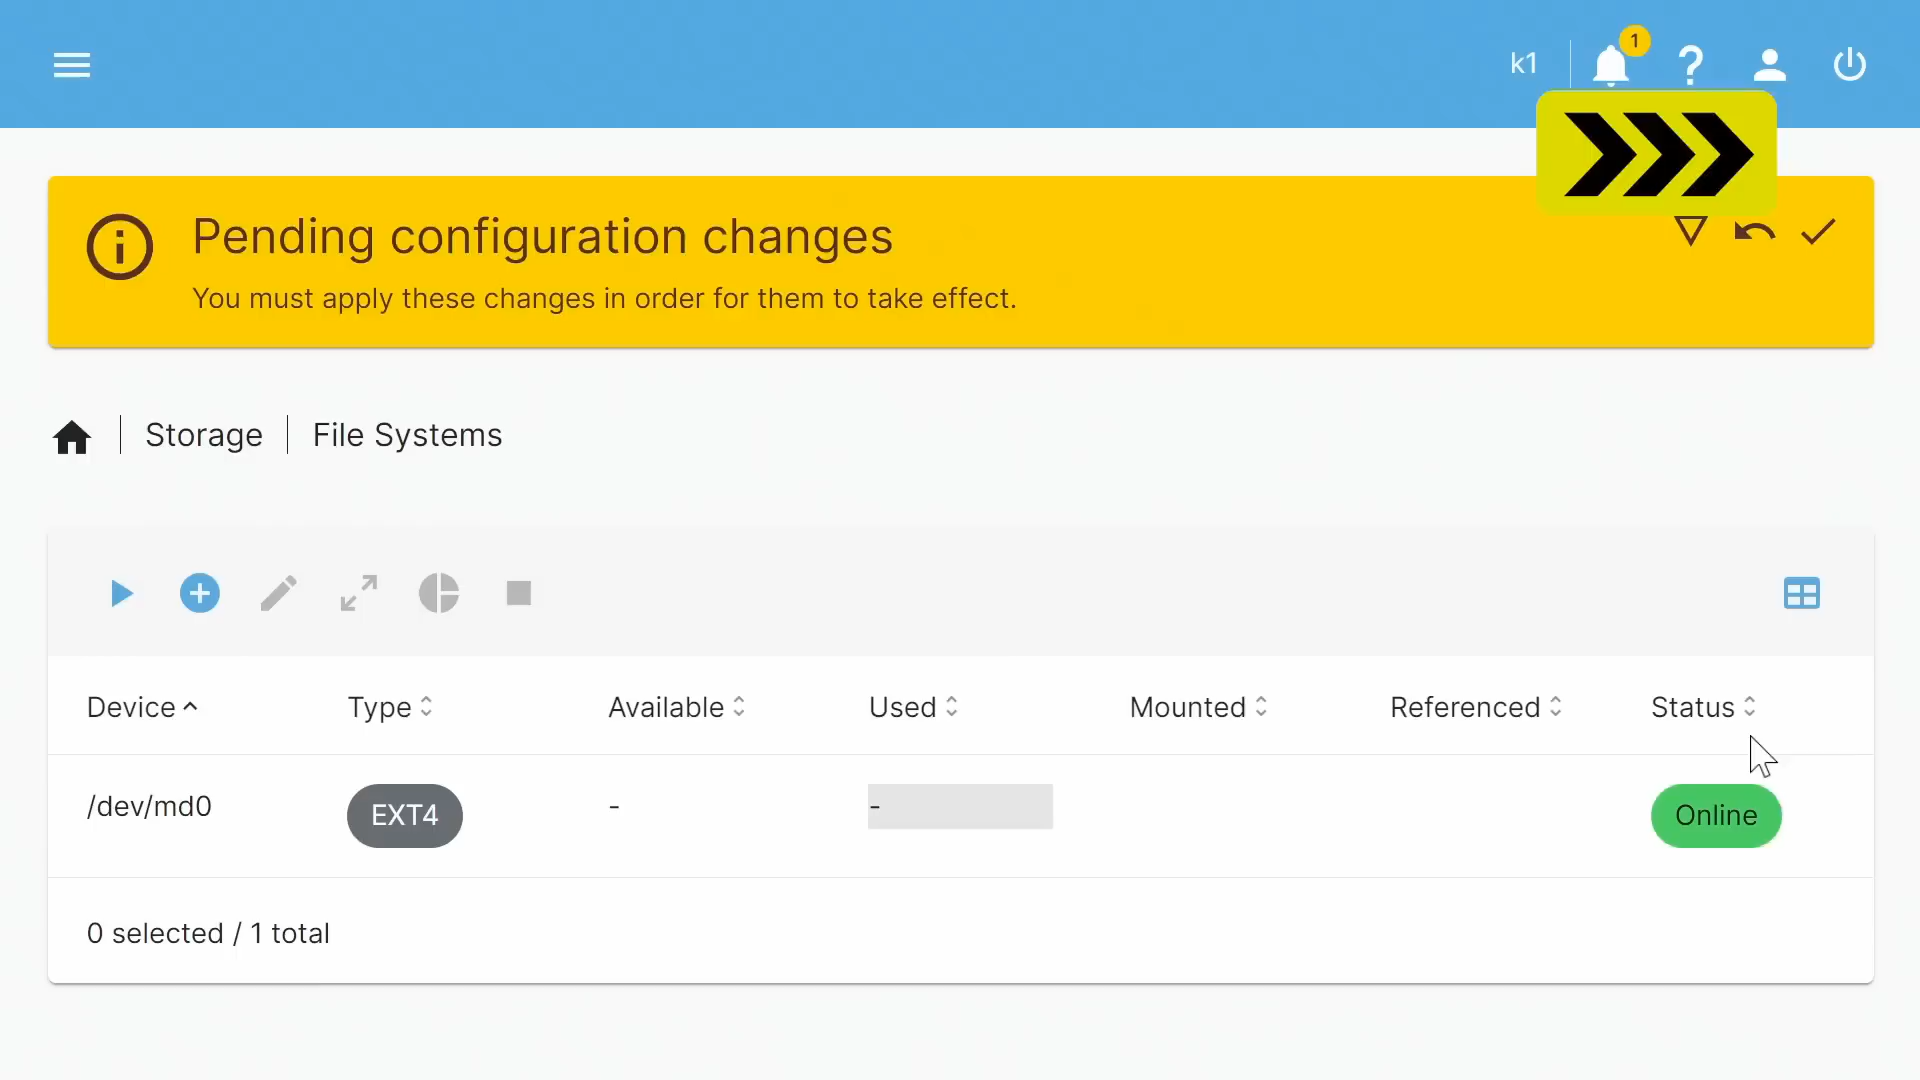 k1
1
Pending configuration changes
You must apply these changes in order for them to take effect.
Storage | File Systems
Device Type Available Used Mounted Referenced Status
/dev/md0 EXT4 - - Online
0 selected / 1 total